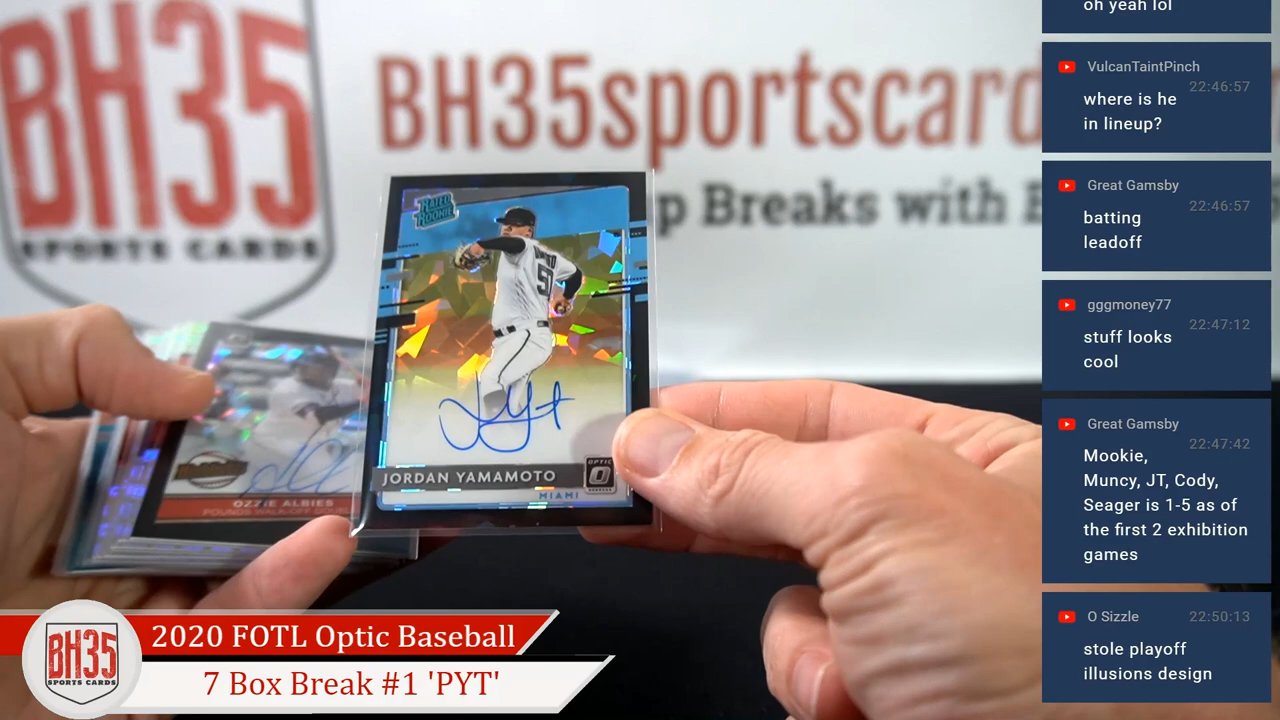 BH35
SPORTS CARDS
BH35sportscard
p Breaks with
RATED
ROOKIE
51
JORDAN YAMAMOTO
OPTIC
MIAMI
OZZIE ALBIES
BH35
SPORTS CARDS
2020 FOTL Optic Baseball
7 Box Break #1 'PYT'
oh yeah lol
VulcanTaintPinch
22:46:57
where is he
in lineup?
Great Gamsby
22:46:57
batting
leadoff
gggmoney77
22:47:12
stuff looks
cool
Great Gamsby
22:47:42
Mookie,
Muncy, JT, Cody,
Seager is 1-5 as of
the first 2 exhibition
games
O Sizzle
22:50:13
stole playoff
illusions design